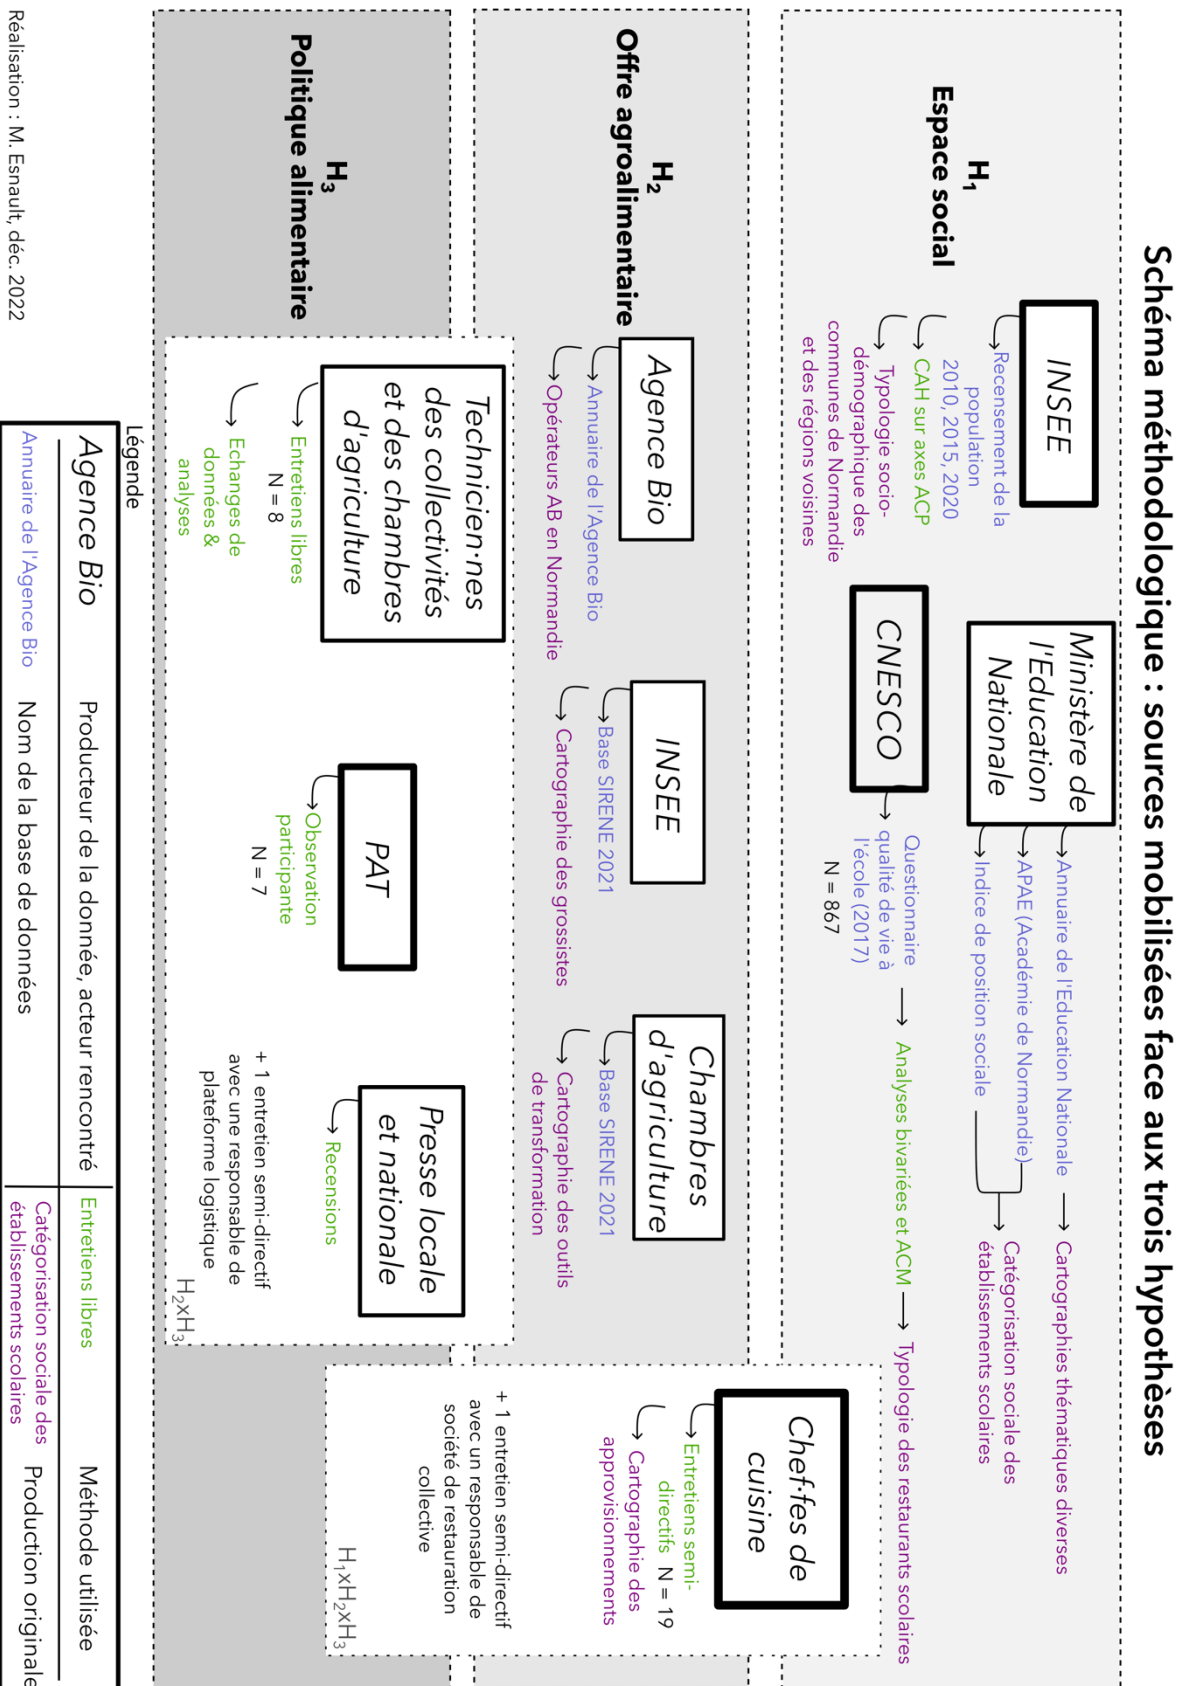 Schéma méthodologique : sources mobilisées face aux trois hypothèses
H₁
Espace social
INSEE
Recensement de la
population
2010, 2015, 2020
CAH sur axes ACP
Typologie socio-
démographique des
communes de Normandie
et des régions voisines
Ministère de
l'Education
Nationale
Annuaire de l'Education Nationale
Cartographies thématiques diverses
APAE (Académie de Normandie)
Indice de position sociale
Catégorisation sociale des
établissements scolaires
CNESCO
Questionnaire
qualité de vie à
l'école (2017)
N = 867
Analyses bivariées et ACM
Typologie des restaurants scolaires
H₂
Offre agroalimentaire
Agence Bio
Annuaire de l'Agence Bio
Opérateurs AB en Normandie
INSEE
Base SIRENE 2021
Cartographie des grossistes
Chambres
d'agriculture
Base SIRENE 2021
Cartographie des outils
de transformation
Chef·fes de
cuisine
Entretiens semi-
directifs N = 19
Cartographie des
approvisionnements
+ 1 entretien semi-directif
avec un responsable de
société de restauration
collective
H₁xH₂xH₃
H₃
Politique alimentaire
Technicien·nes
des collectivités
et des chambres
d'agriculture
Entretiens libres
N = 8
Echanges de
données &
analyses
PAT
Observation
participante
N = 7
Presse locale
et nationale
Recensions
+ 1 entretien semi-directif
avec une responsable de
plateforme logistique
H₂xH₃
Légende
Agence Bio Producteur de la donnée, acteur rencontré
Entretiens libres Méthode utilisée
Annuaire de l'Agence Bio Nom de la base de données
Catégorisation sociale des
établissements scolaires
Production originale
Réalisation : M. Esnault, déc. 2022